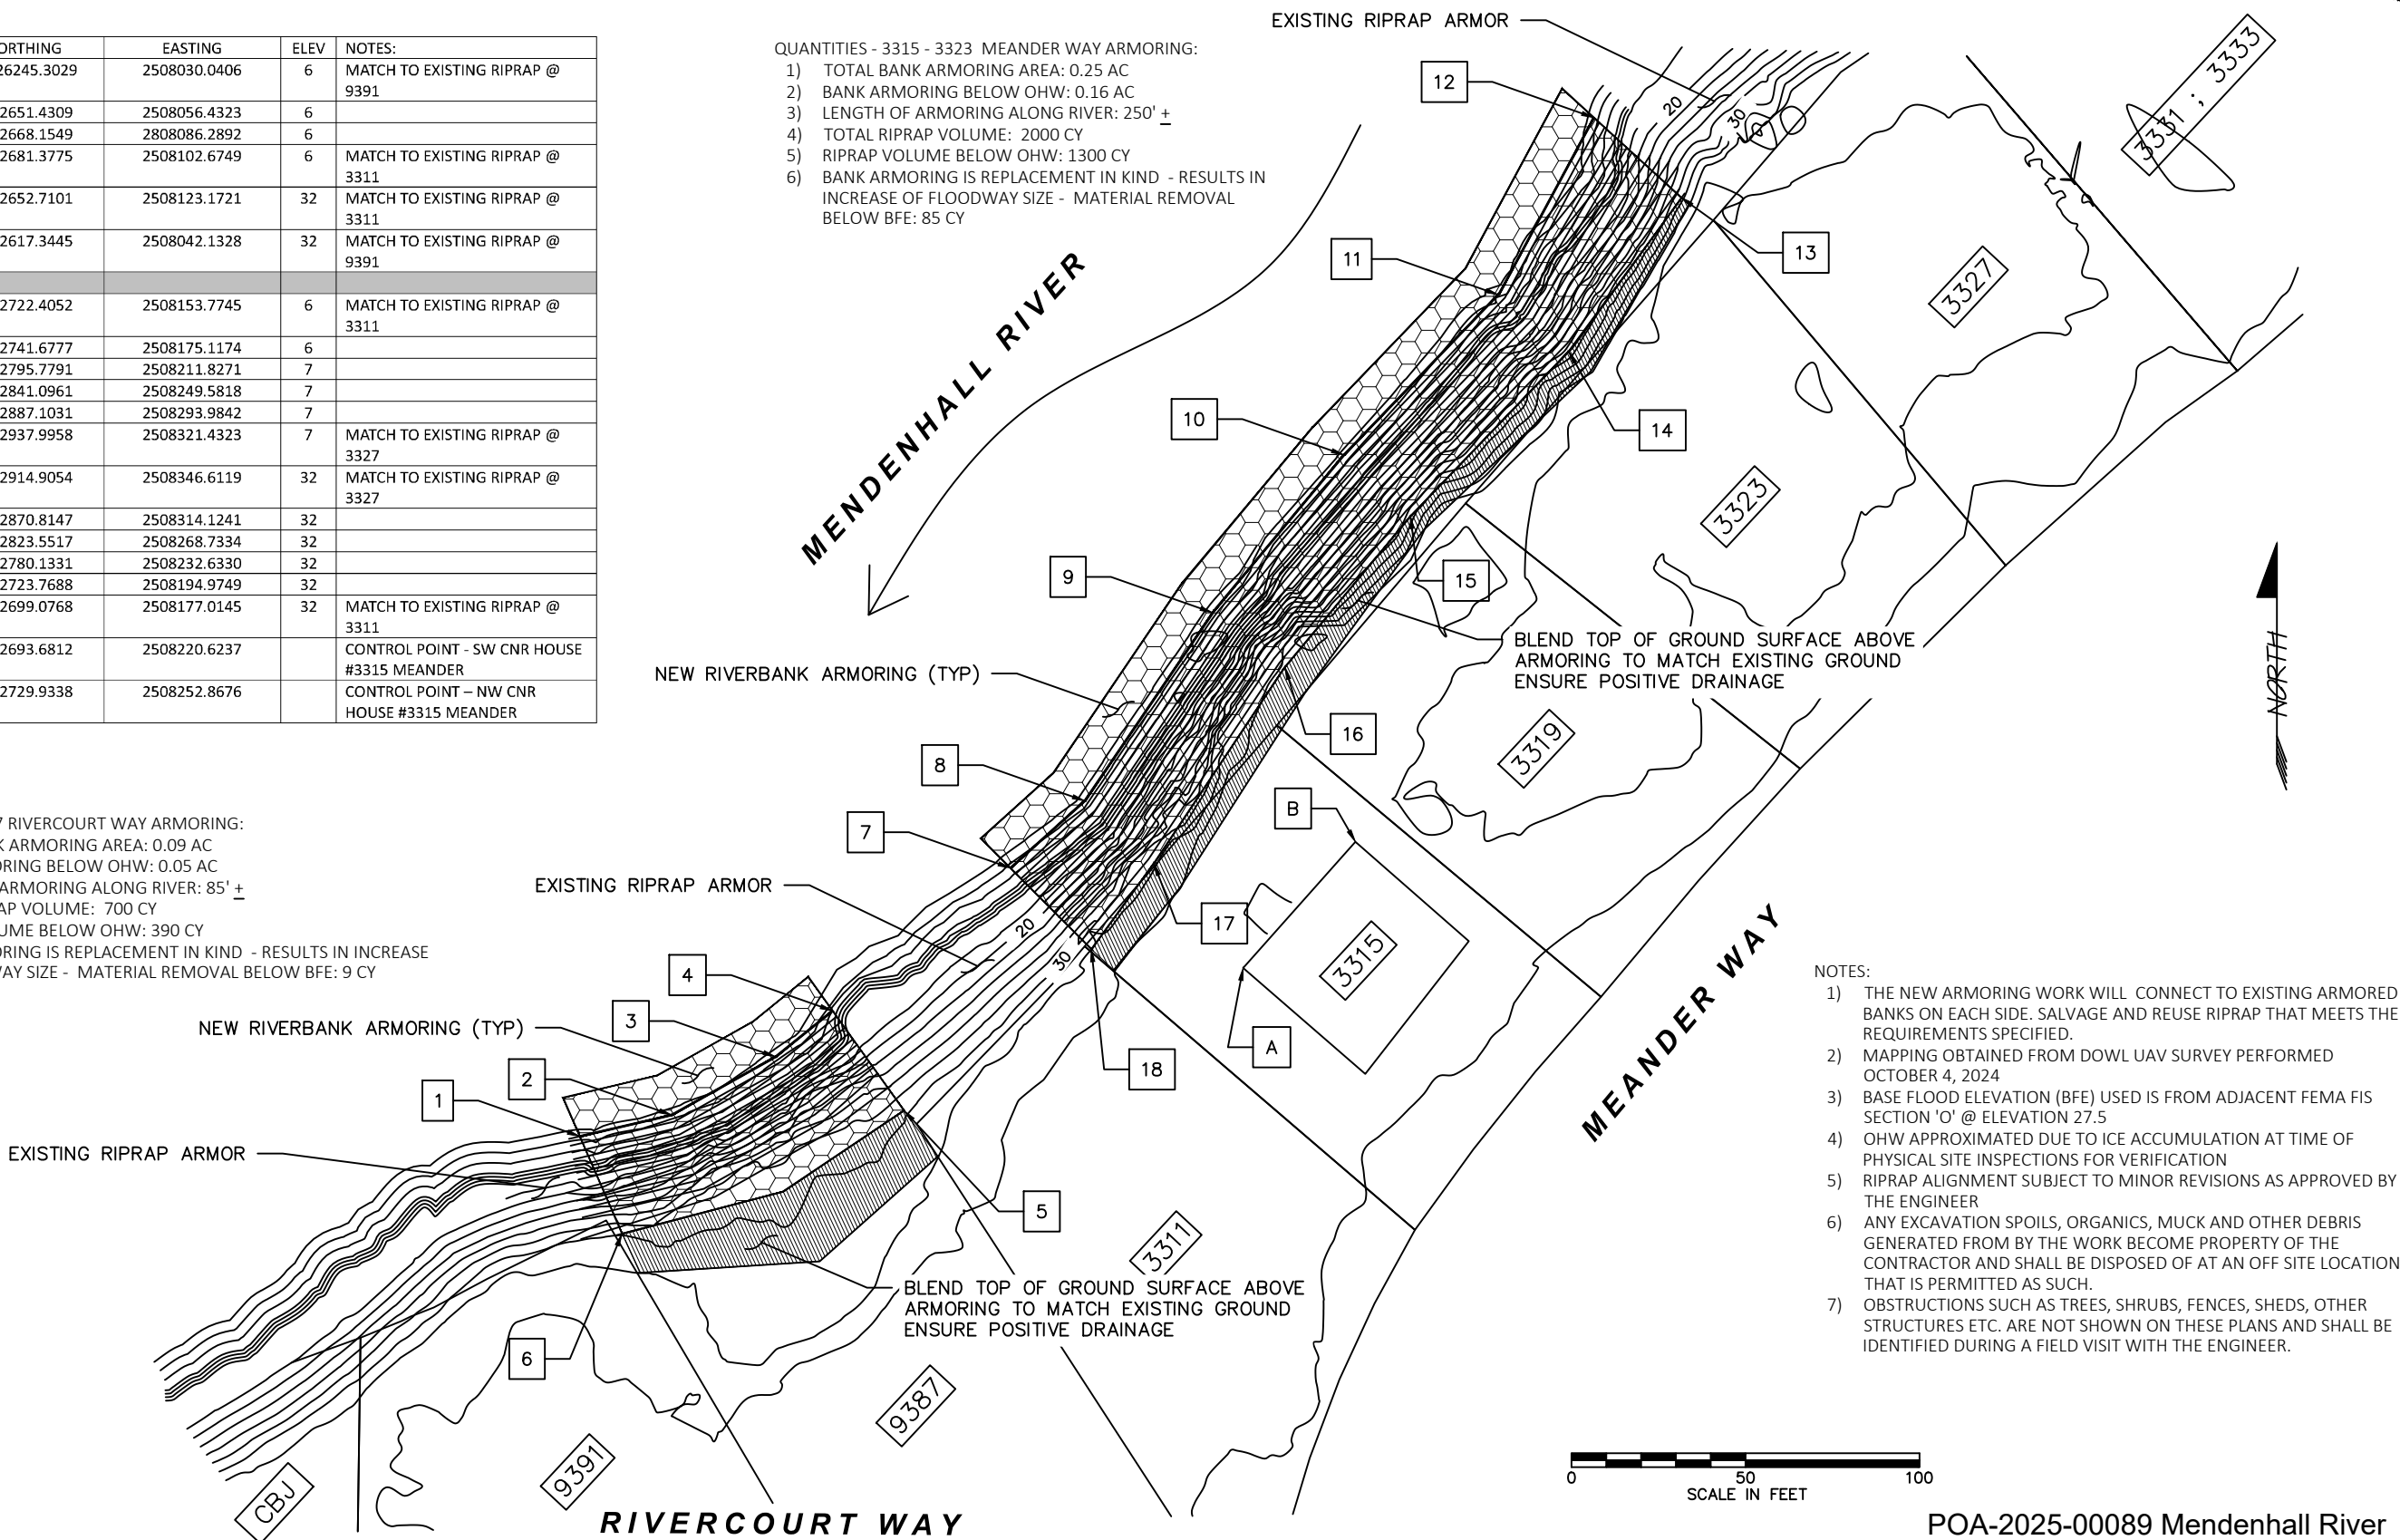 ORTHING EASTING ELEV NOTES:
26245.3029 2508030.0406 6 MATCH TO EXISTING RIPRAP @
9391
2651.4309 2508056.4323 6
2668.1549 2808086.2892 6
2681.3775 2508102.6749 6 MATCH TO EXISTING RIPRAP @
3311
2652.7101 2508123.1721 32 MATCH TO EXISTING RIPRAP @
3311
2617.3445 2508042.1328 32 MATCH TO EXISTING RIPRAP @
9391
2722.4052 2508153.7745 6 MATCH TO EXISTING RIPRAP @
3311
2741.6777 2508175.1174 6
2795.7791 2508211.8271 7
2841.0961 2508249.5818 7
2887.1031 2508293.9842 7
2937.9958 2508321.4323 7 MATCH TO EXISTING RIPRAP @
3327
2914.9054 2508346.6119 32 MATCH TO EXISTING RIPRAP @
3327
2870.8147 2508314.1241 32
2823.5517 2508268.7334 32
2780.1331 2508232.6330 32
2723.7688 2508194.9749 32
2699.0768 2508177.0145 32 MATCH TO EXISTING RIPRAP @
3311
2693.6812 2508220.6237 CONTROL POINT - SW CNR HOUSE
#3315 MEANDER
2729.9338 2508252.8676 CONTROL POINT – NW CNR
HOUSE #3315 MEANDER
QUANTITIES - 3315 - 3323 MEANDER WAY ARMORING:
1) TOTAL BANK ARMORING AREA: 0.25 AC
2) BANK ARMORING BELOW OHW: 0.16 AC
3) LENGTH OF ARMORING ALONG RIVER: 250' ±
4) TOTAL RIPRAP VOLUME: 2000 CY
5) RIPRAP VOLUME BELOW OHW: 1300 CY
6) BANK ARMORING IS REPLACEMENT IN KIND - RESULTS IN
INCREASE OF FLOODWAY SIZE - MATERIAL REMOVAL
BELOW BFE: 85 CY
EXISTING RIPRAP ARMOR
12
20
30
3331 ; 3333
13
11
3327
MENDENHALL RIVER
10
14
3323
9
15
BLEND TOP OF GROUND SURFACE ABOVE
ARMORING TO MATCH EXISTING GROUND
ENSURE POSITIVE DRAINAGE
NORTH
NEW RIVERBANK ARMORING (TYP)
16
3319
8
B
7
7 RIVERCOURT WAY ARMORING:
K ARMORING AREA: 0.09 AC
ORING BELOW OHW: 0.05 AC
ARMORING ALONG RIVER: 85' ±
AP VOLUME: 700 CY
UME BELOW OHW: 390 CY
ORING IS REPLACEMENT IN KIND - RESULTS IN INCREASE
WAY SIZE - MATERIAL REMOVAL BELOW BFE: 9 CY
EXISTING RIPRAP ARMOR
17
20
30
3315
MEANDER WAY
4
3
NEW RIVERBANK ARMORING (TYP)
A
18
2
1
EXISTING RIPRAP ARMOR
5
3311
BLEND TOP OF GROUND SURFACE ABOVE
ARMORING TO MATCH EXISTING GROUND
ENSURE POSITIVE DRAINAGE
6
9387
9391
CBJ
RIVERCOURT WAY
NOTES:
1) THE NEW ARMORING WORK WILL CONNECT TO EXISTING ARMORED
BANKS ON EACH SIDE. SALVAGE AND REUSE RIPRAP THAT MEETS THE
REQUIREMENTS SPECIFIED.
2) MAPPING OBTAINED FROM DOWL UAV SURVEY PERFORMED
OCTOBER 4, 2024
3) BASE FLOOD ELEVATION (BFE) USED IS FROM ADJACENT FEMA FIS
SECTION 'O' @ ELEVATION 27.5
4) OHW APPROXIMATED DUE TO ICE ACCUMULATION AT TIME OF
PHYSICAL SITE INSPECTIONS FOR VERIFICATION
5) RIPRAP ALIGNMENT SUBJECT TO MINOR REVISIONS AS APPROVED BY
THE ENGINEER
6) ANY EXCAVATION SPOILS, ORGANICS, MUCK AND OTHER DEBRIS
GENERATED FROM BY THE WORK BECOME PROPERTY OF THE
CONTRACTOR AND SHALL BE DISPOSED OF AT AN OFF SITE LOCATION
THAT IS PERMITTED AS SUCH.
7) OBSTRUCTIONS SUCH AS TREES, SHRUBS, FENCES, SHEDS, OTHER
STRUCTURES ETC. ARE NOT SHOWN ON THESE PLANS AND SHALL BE
IDENTIFIED DURING A FIELD VISIT WITH THE ENGINEER.
0 50 100
SCALE IN FEET
POA-2025-00089 Mendenhall River